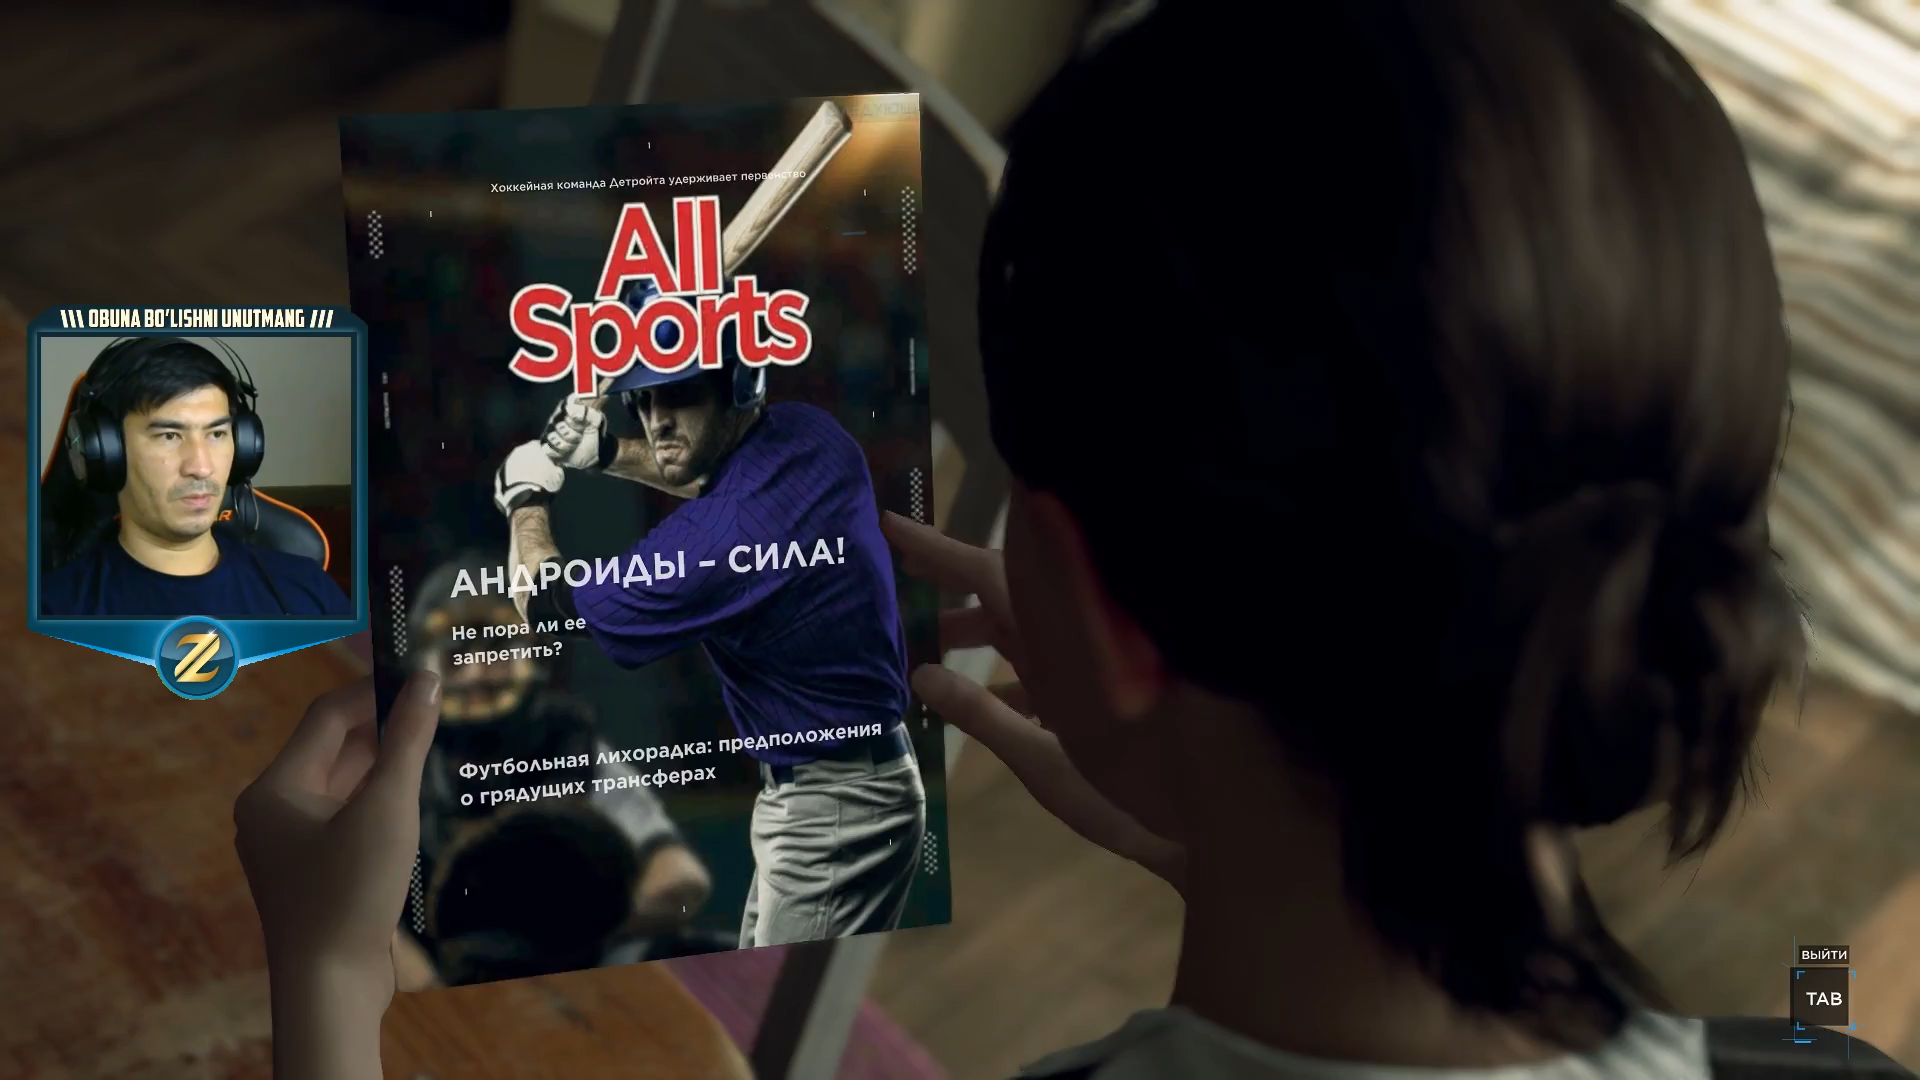 Хоккейная команда Детройта удерживает первенство
All
Sports
\\\ OBUNA BO'LISHNI UNUTMANG ///
АНДРОИДЫ – СИЛА!
Не пора ли ее
запретить?
Z
Футбольная лихорадка: предположения
о грядущих трансферах
ВЫЙТИ
TAB